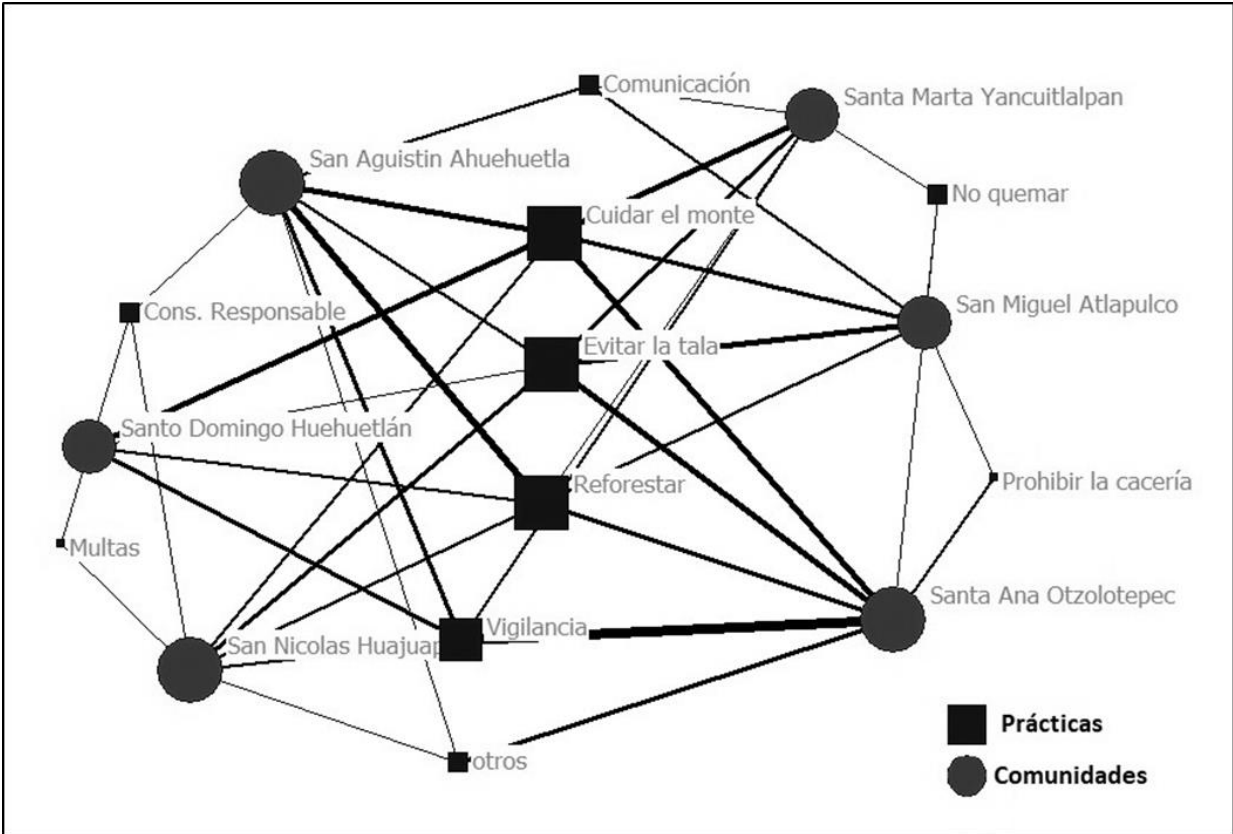 Comunicación
Santa Marta Yancuitlalpan
San Aguistin Ahuehuetla
No quemar
Cuidar el monte
Cons. Responsable
San Miguel Atlapulco
Evitar la tala
Santo Domingo Huehuetlán
Reforestar
Prohibir la cacería
Multas
Santa Ana Otzolotepec
Vigilancia
San Nicolas Huajuap
otros
Prácticas
Comunidades